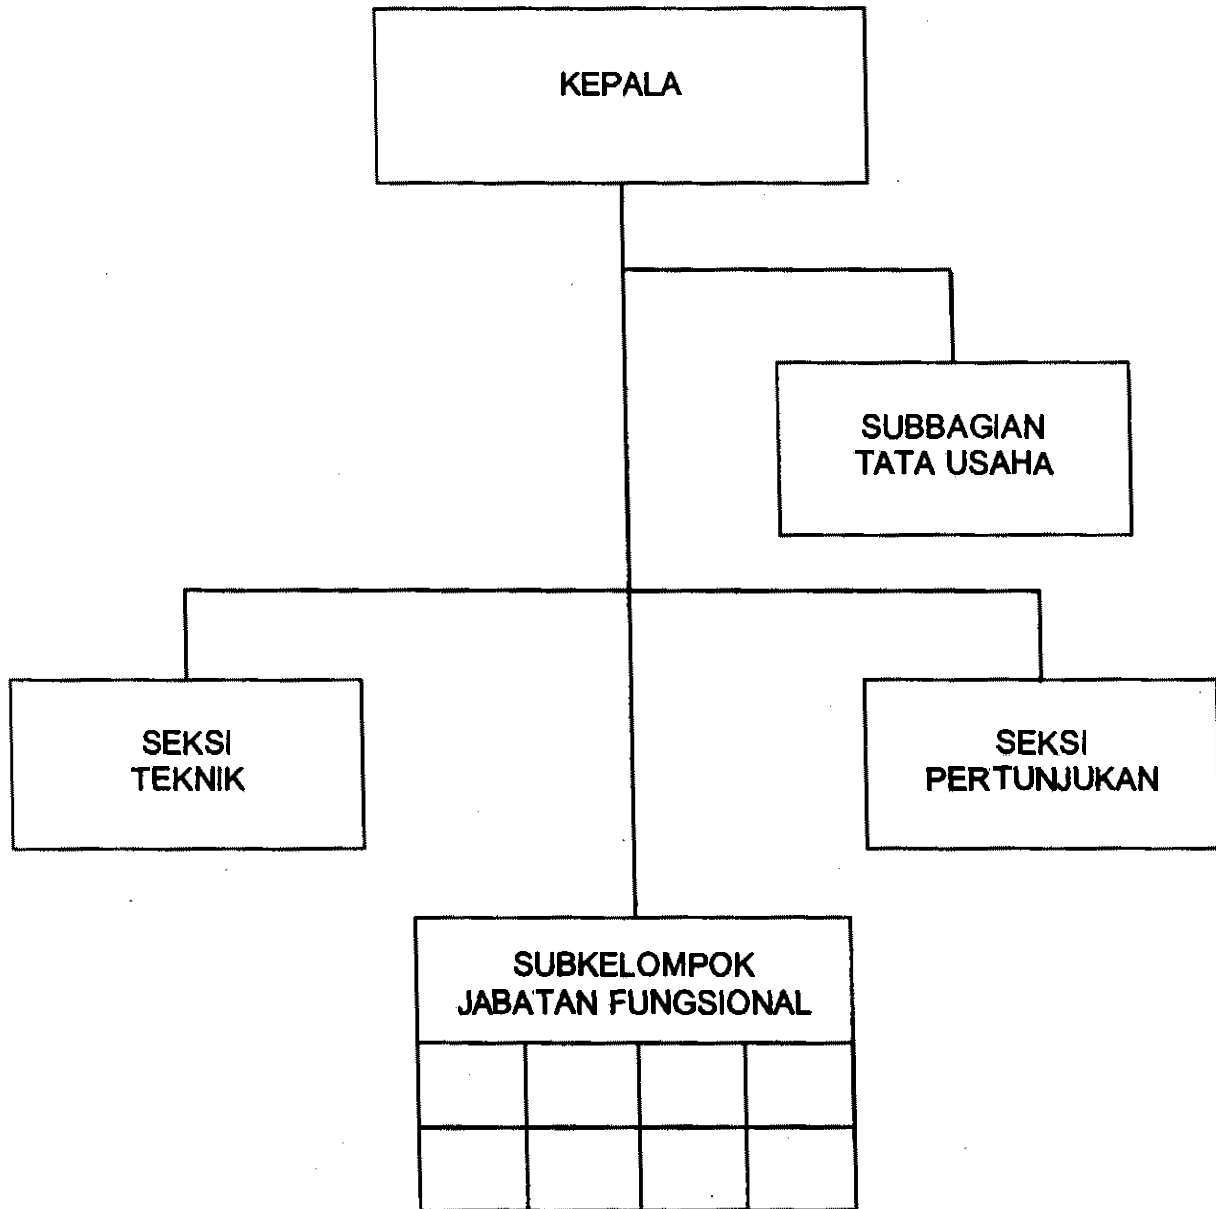 KEPALA
SUBBAGIAN
TATA USAHA
SEKSI
TEKNIK
SEKSI
PERTUNJUKAN
SUBKELOMPOK
JABATAN FUNGSIONAL